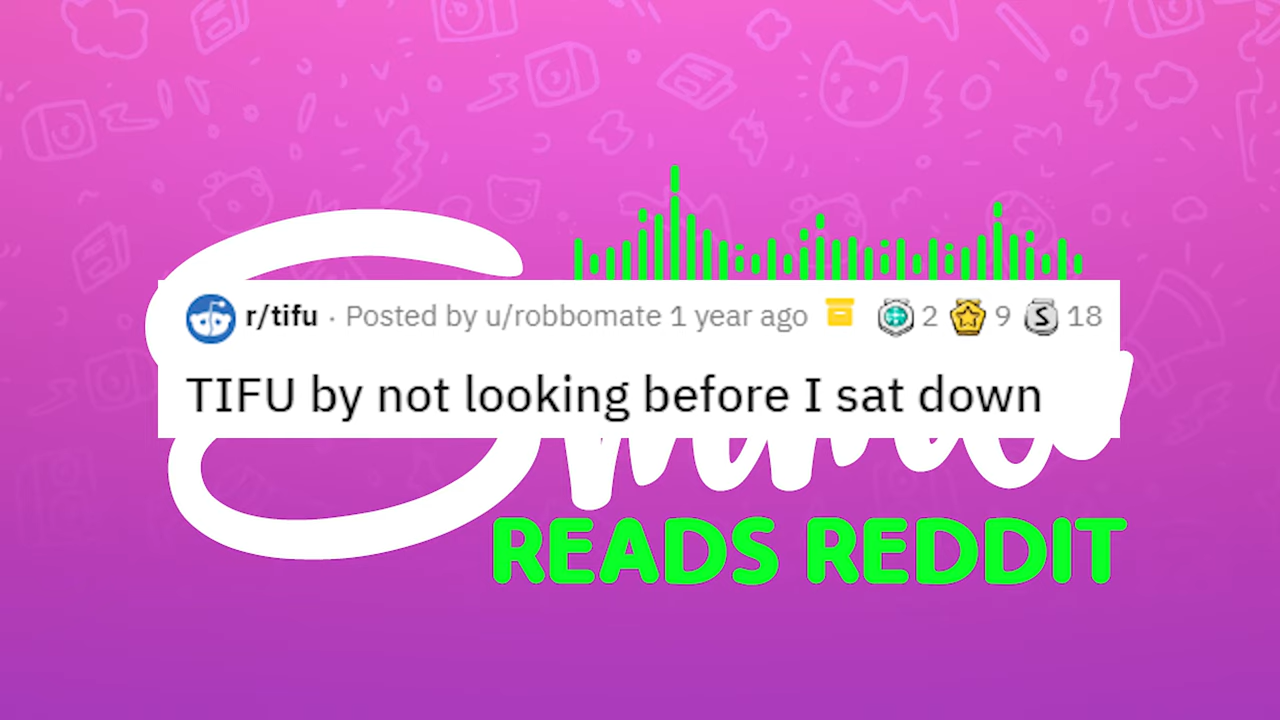 r/tifu · Posted by u/robbomate 1 year ago 2 9 S 18
TIFU by not looking before I sat down
READS REDDIT